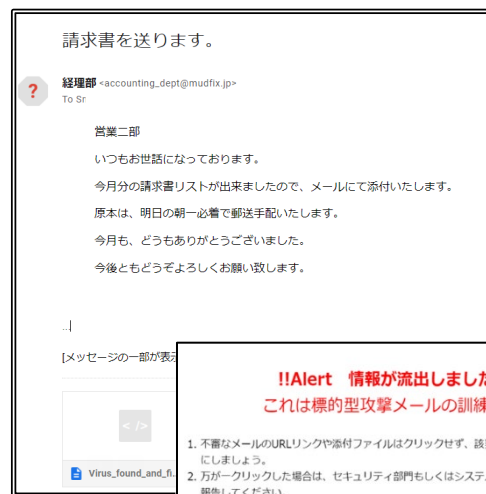 請求書を送ります。
?
経理部 <accounting_dept@mudfix.jp>
To Sr
営業二部
いつもお世話になっております。
今月分の請求書リストが出来ましたので、メールにて添付いたします。
原本は、明日の朝一必着で郵送手配いたします。
今月も、どうもありがとうございました。
今後ともどうぞよろしくお願い致します。
...
[メッセージの一部が表示
</>
Virus_found_and_fi...
!!Alert 情報が流出しました
これは標的型攻撃メールの訓練
1. 不審なメールのURLリンクや添付ファイルはクリックせず、該
にしましょう。
2. 万が一クリックした場合は、セキュリティ部門もしくはシステ
報告してください